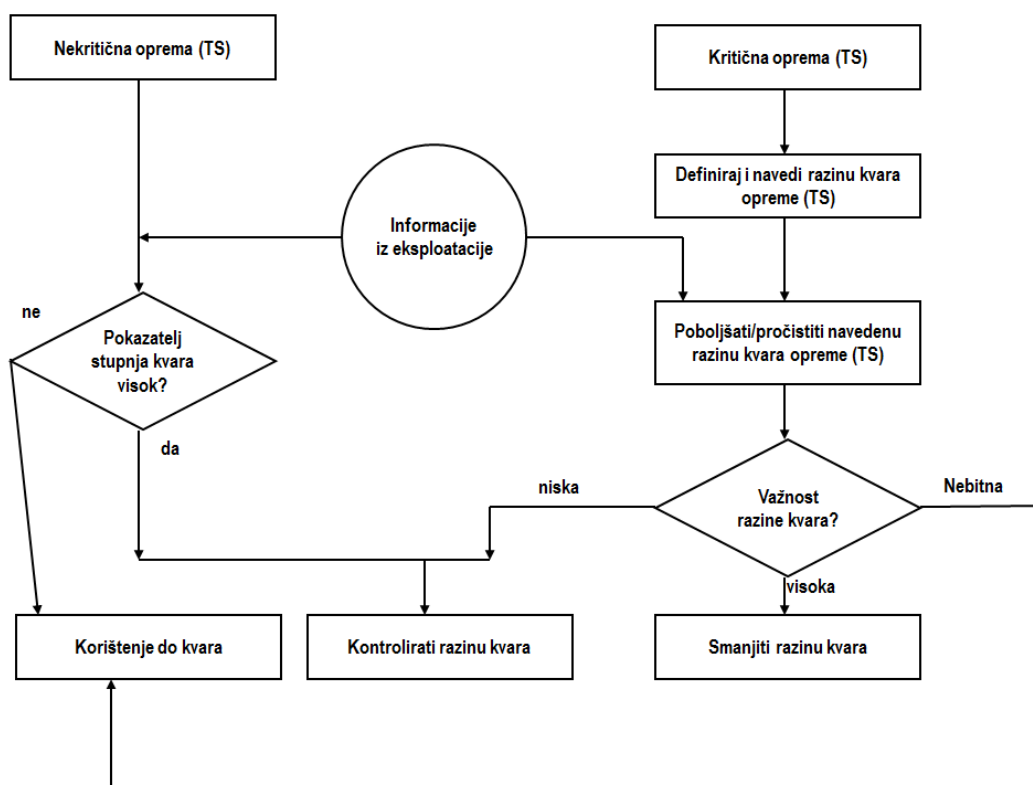 Nekritična oprema (TS)
Kritična oprema (TS)
Definiraj i navedi razinu kvara
opreme (TS)
Informacije
iz eksploatacije
ne
Pokazatelj
stupnja kvara
visok?
da
Poboljšati/pročistiti navedenu
razinu kvara opreme (TS)
niska
Važnost
razine kvara?
Nebitna
visoka
Korištenje do kvara
Kontrolirati razinu kvara
Smanjiti razinu kvara